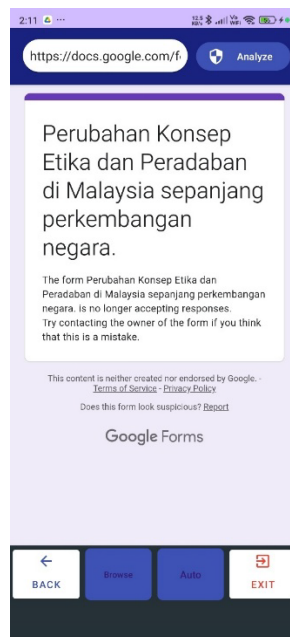 2:11
https://docs.google.com/f
Analyze
Perubahan Konsep
Etika dan Peradaban
di Malaysia sepanjang
perkembangan
negara.
The form Perubahan Konsep Etika dan
Peradaban di Malaysia sepanjang perkembangan
negara. is no longer accepting responses.
Try contacting the owner of the form if you think
that this is a mistake.
This content is neither created nor endorsed by Google. -
Terms of Service - Privacy Policy
Does this form look suspicious? Report
Google Forms
BACK
Browse
Auto
EXIT